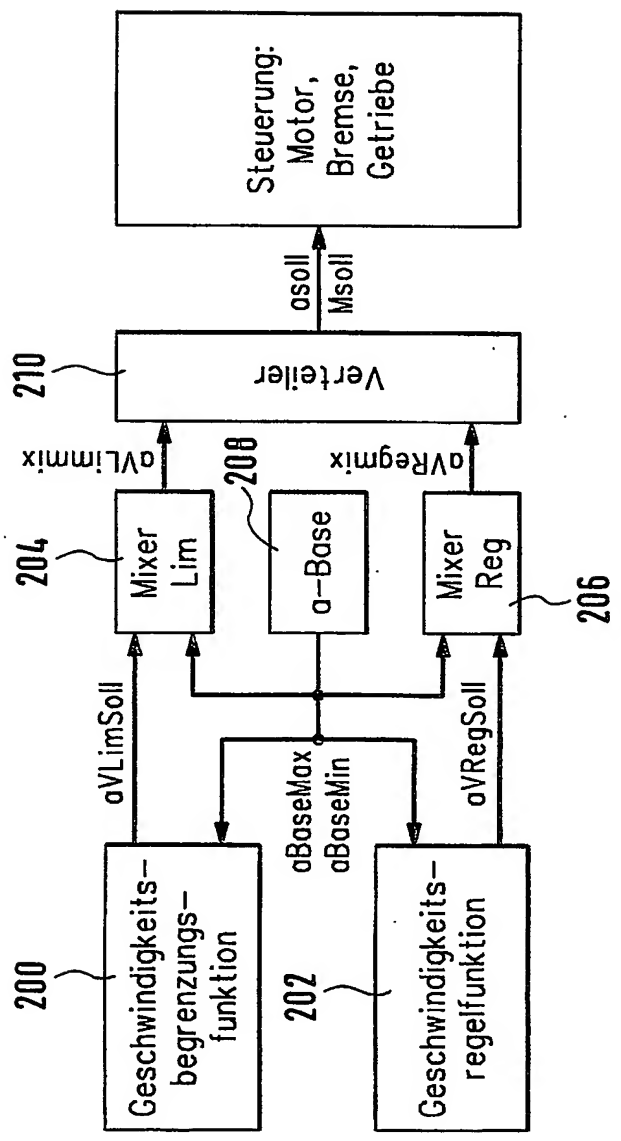 200
Geschwindigkeits–
begrenzungs–
funktion
202
Geschwindigkeits–
regelfunktion
aVLimSoll
aBaseMax
aBaseMin
aVRegSoll
204
Mixer
Lim
208
a–Base
Mixer
Reg
206
aVLimmix
aVRegmix
210
Verteiler
asoll
Msoll
Steuerung:
Motor,
Bremse,
Getriebe